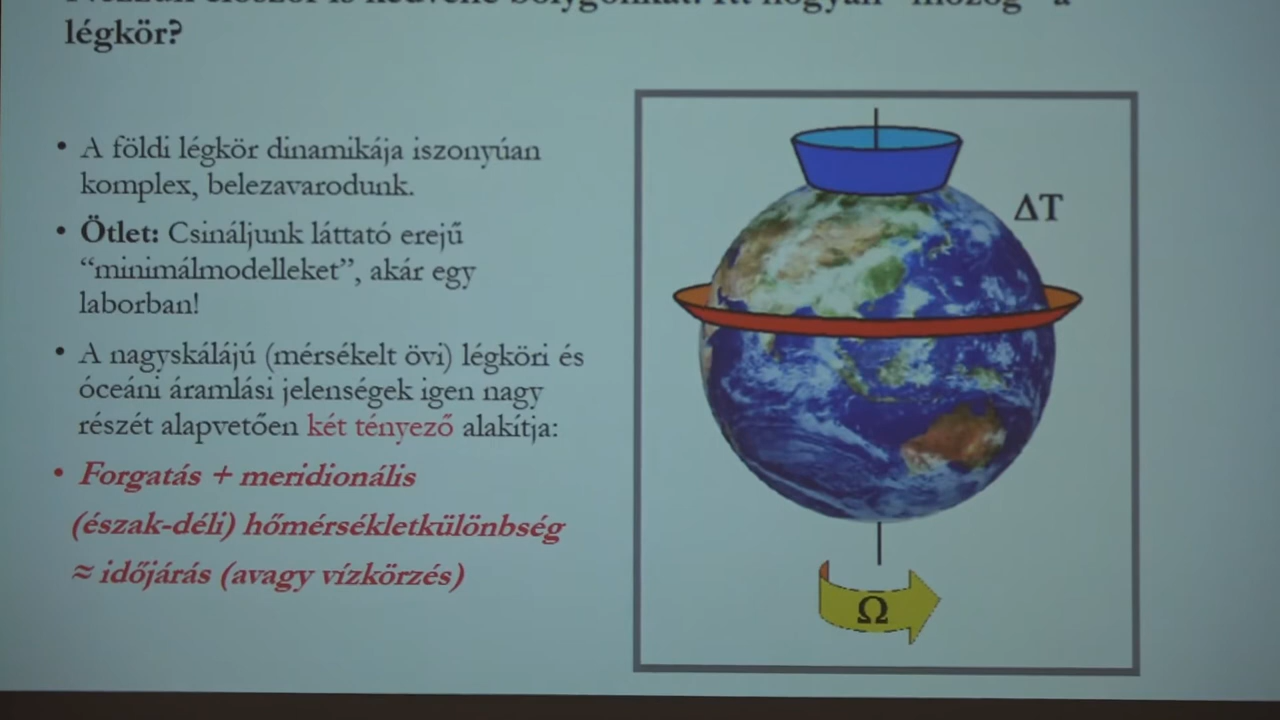 légkör?
• A földi légkör dinamikája iszonyúan
komplex, belezavarodunk.
• Ötlet: Csináljunk láttató erejű
“minimálmodelleket”, akár egy
laborban!
• A nagyskálájú (mérsékelt övi) légköri és
óceáni áramlási jelenségek igen nagy
részét alapvetően két tényező alakítja:
• Forgatás + meridionális
(észak-déli) hőmérsékletkülönbség
≈ időjárás (avagy vízkörzés)
ΔT
Ω